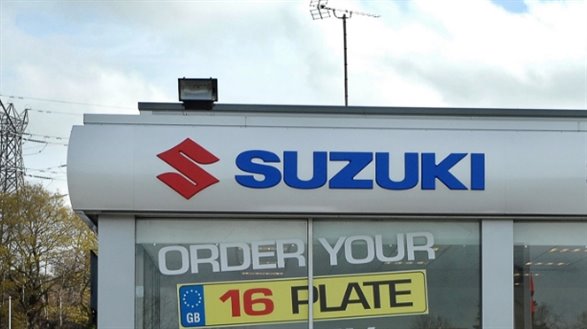 SUZUKI
ORDER YOUR
GB 16 PLATE